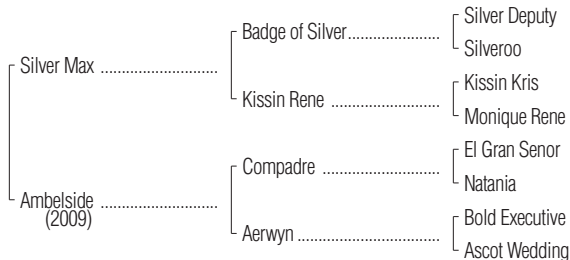 Silver Deputy
Badge of Silver
Silveroo
Silver Max
Kissin Kris
Kissin Rene
Monique Rene
El Gran Senor
Compadre
Natania
Ambelside
(2009)
Bold Executive
Aerwyn
Ascot Wedding